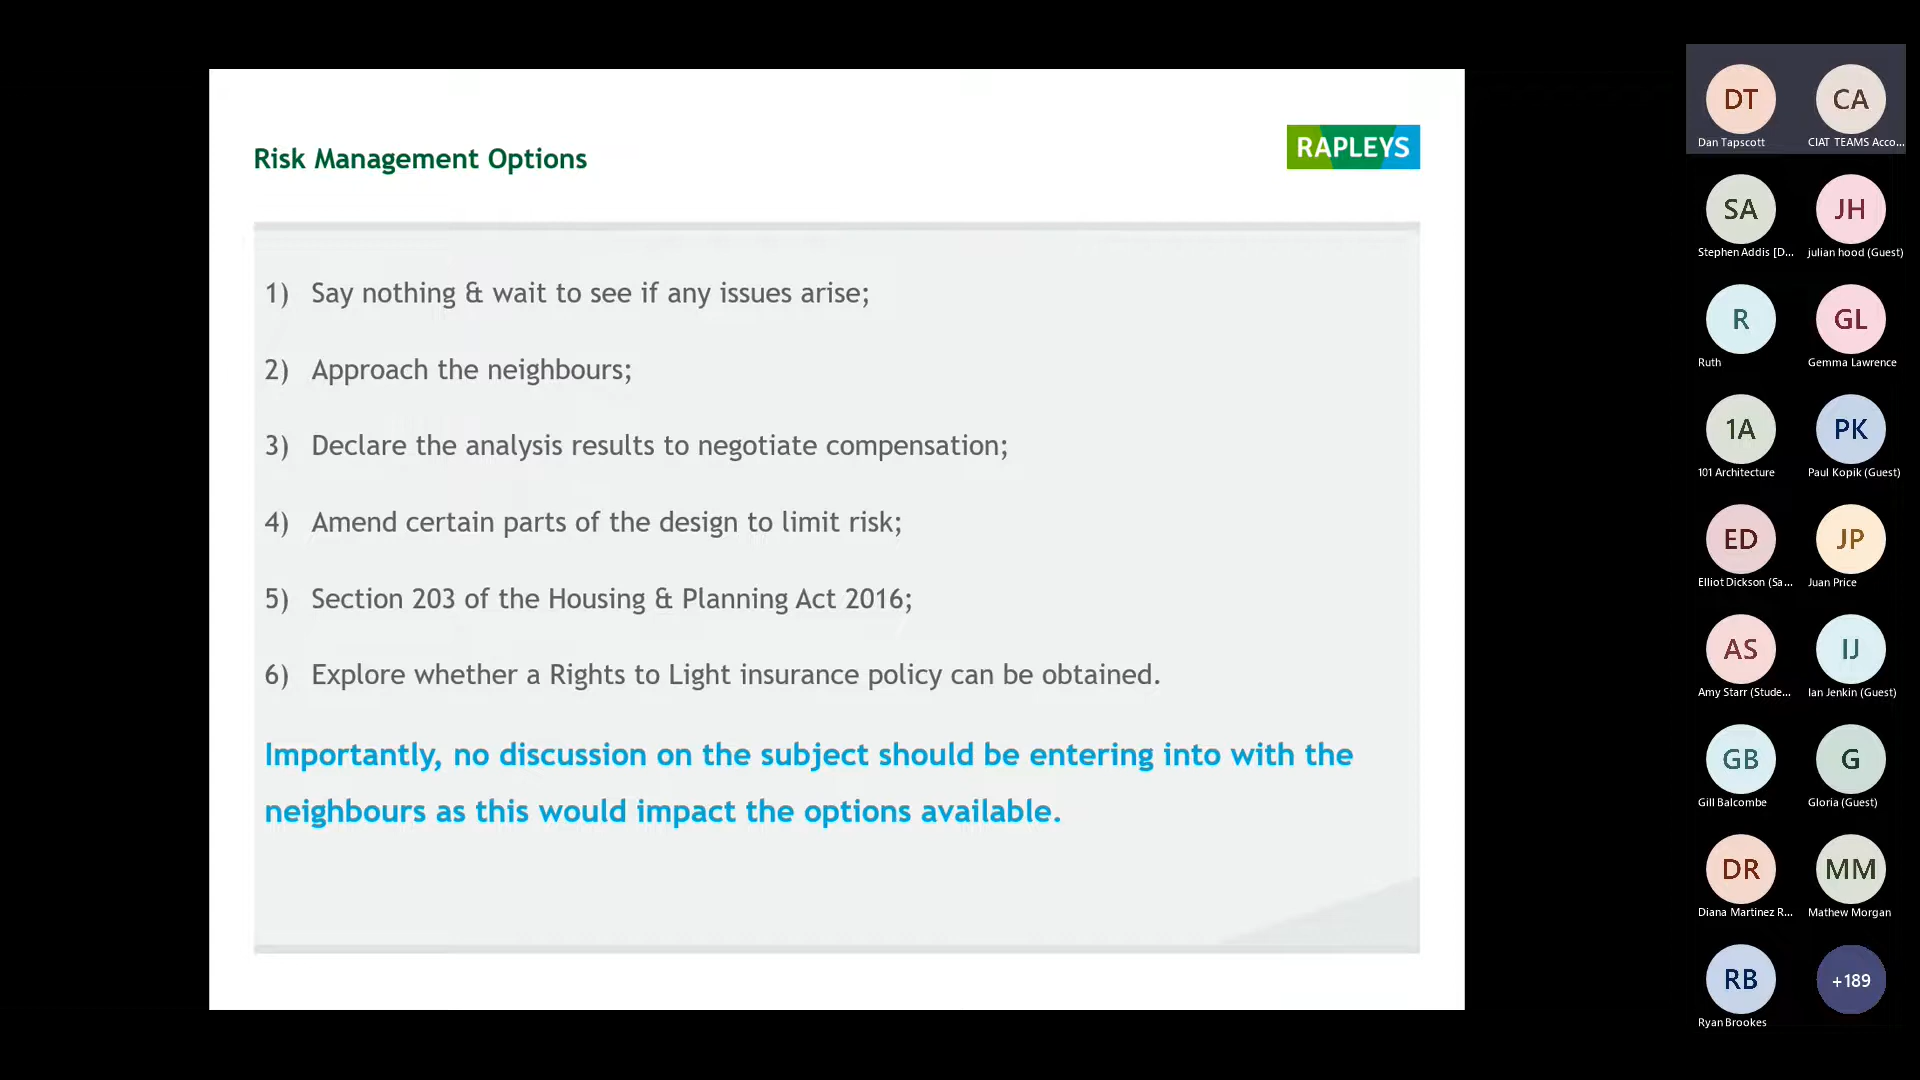 Risk Management Options
RAPLEYS
1) Say nothing & wait to see if any issues arise;
2) Approach the neighbours;
3) Declare the analysis results to negotiate compensation;
4) Amend certain parts of the design to limit risk;
5) Section 203 of the Housing & Planning Act 2016;
6) Explore whether a Rights to Light insurance policy can be obtained.
Importantly, no discussion on the subject should be entering into with the
neighbours as this would impact the options available.
DT CA
Dan Tapscott CIAT TEAMS Acco...
SA JH
Stephen Addis [D... julian hood (Guest)
R GL
Ruth Gemma Lawrence
1A PK
101 Architecture Paul Kopik (Guest)
ED JP
Elliot Dickson (Sa... Juan Price
AS IJ
Amy Starr (Stude... Ian Jenkin (Guest)
GB G
Gill Balcombe Gloria (Guest)
DR MM
Diana Martinez R... Mathew Morgan
RB +189
Ryan Brookes